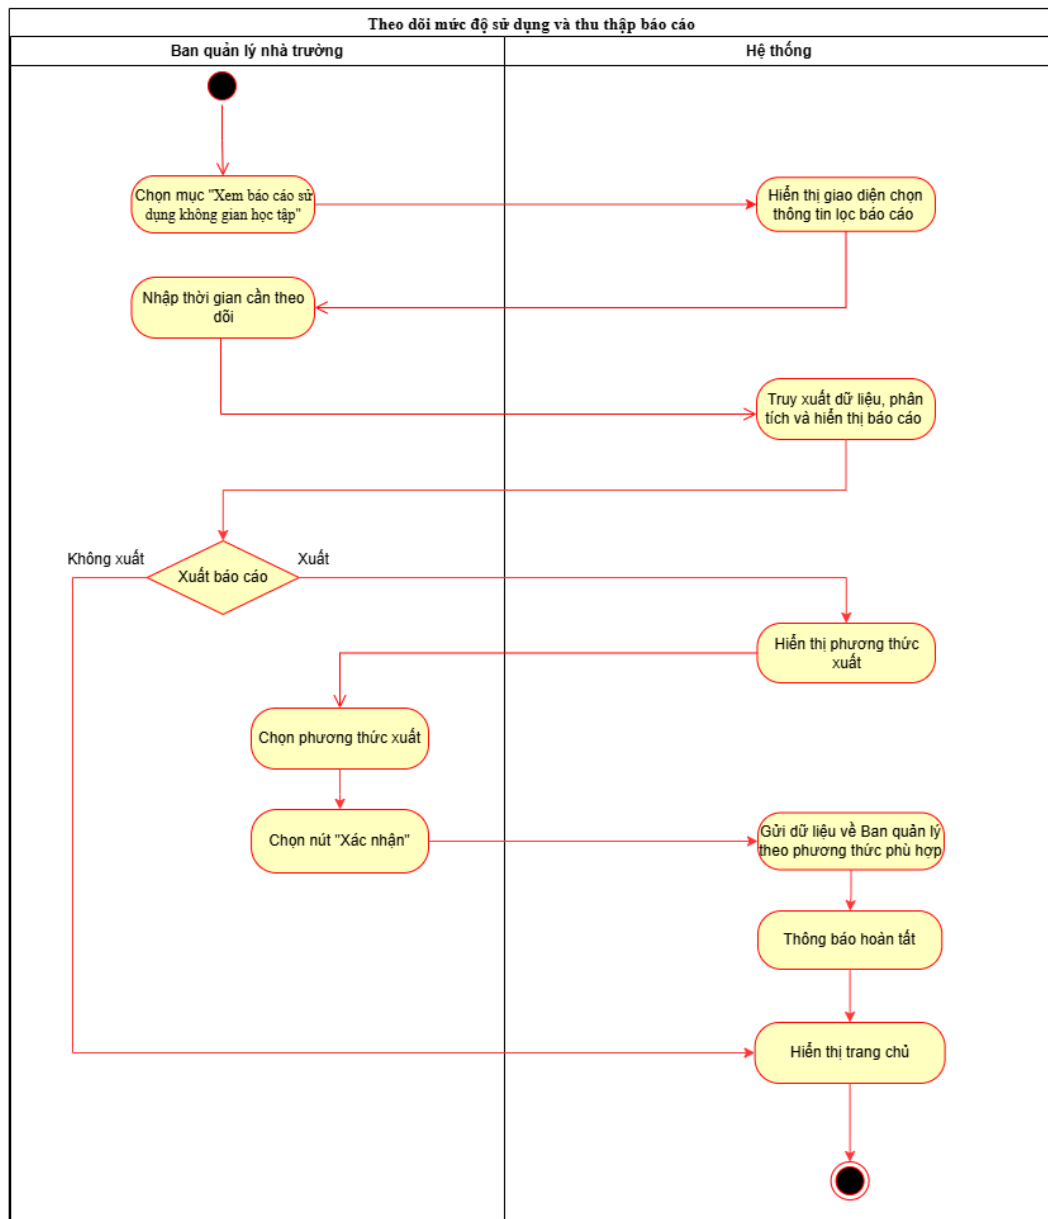 Theo dõi mức độ sử dụng và thu thập báo cáo
Ban quản lý nhà trường
Hệ thống
Chọn mục "Xem báo cáo sử
dụng không gian học tập"
Hiển thị giao diện chọn
thông tin lọc báo cáo
Nhập thời gian cần theo
dõi
Truy xuất dữ liệu, phân
tích và hiển thị báo cáo
Không xuất
Xuất
Xuất báo cáo
Hiển thị phương thức
xuất
Chọn phương thức xuất
Chọn nút "Xác nhận"
Gửi dữ liệu về Ban quản lý
theo phương thức phù hợp
Thông báo hoàn tất
Hiển thị trang chủ